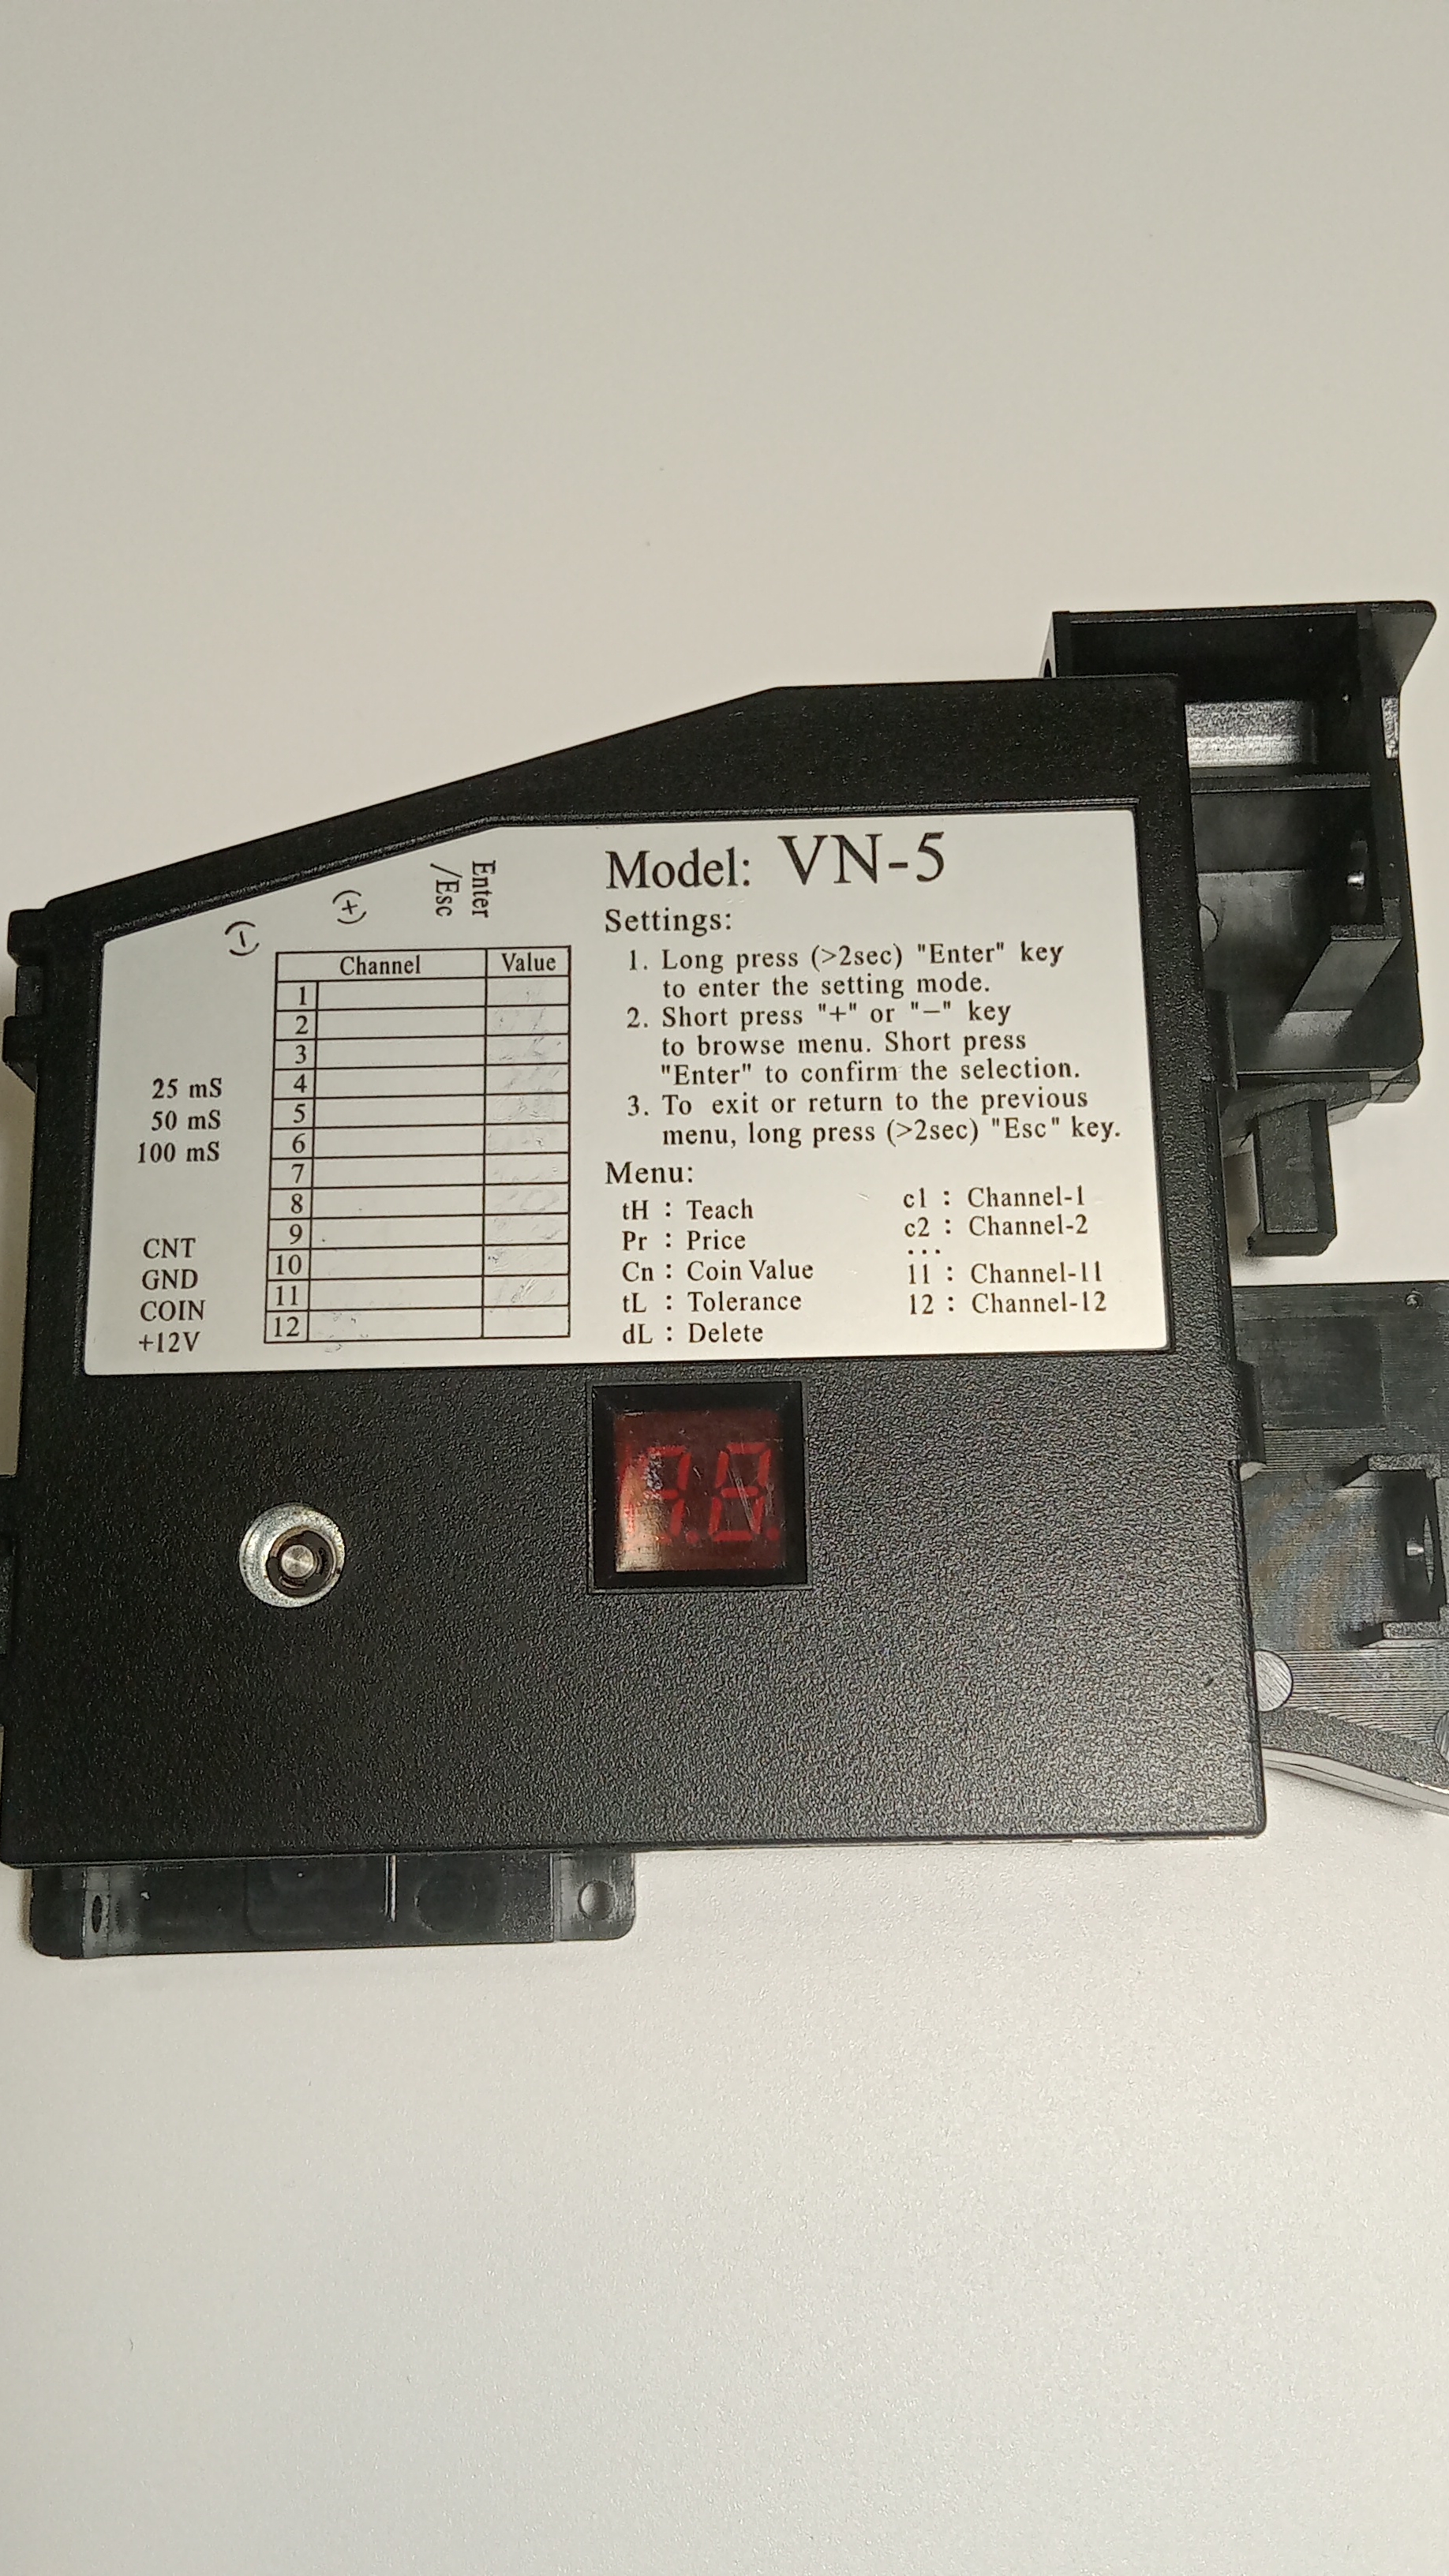 Model: VN-5
Settings:
1. Long press (>2sec) "Enter" key
to enter the setting mode.
2. Short press "+" or "−" key
to browse menu. Short press
"Enter" to confirm the selection.
3. To exit or return to the previous
menu, long press (>2sec) "Esc" key.
Menu:
tH : Teach
Pr : Price
Cn : Coin Value
tL : Tolerance
dL : Delete
c1 : Channel-1
c2 : Channel-2
...
11 : Channel-11
12 : Channel-12
(−)
(+)
Enter
/Esc
Channel Value
1
2
3
4
5
6
7
8
9
10
11
12
25 mS
50 mS
100 mS
CNT
GND
COIN
+12V